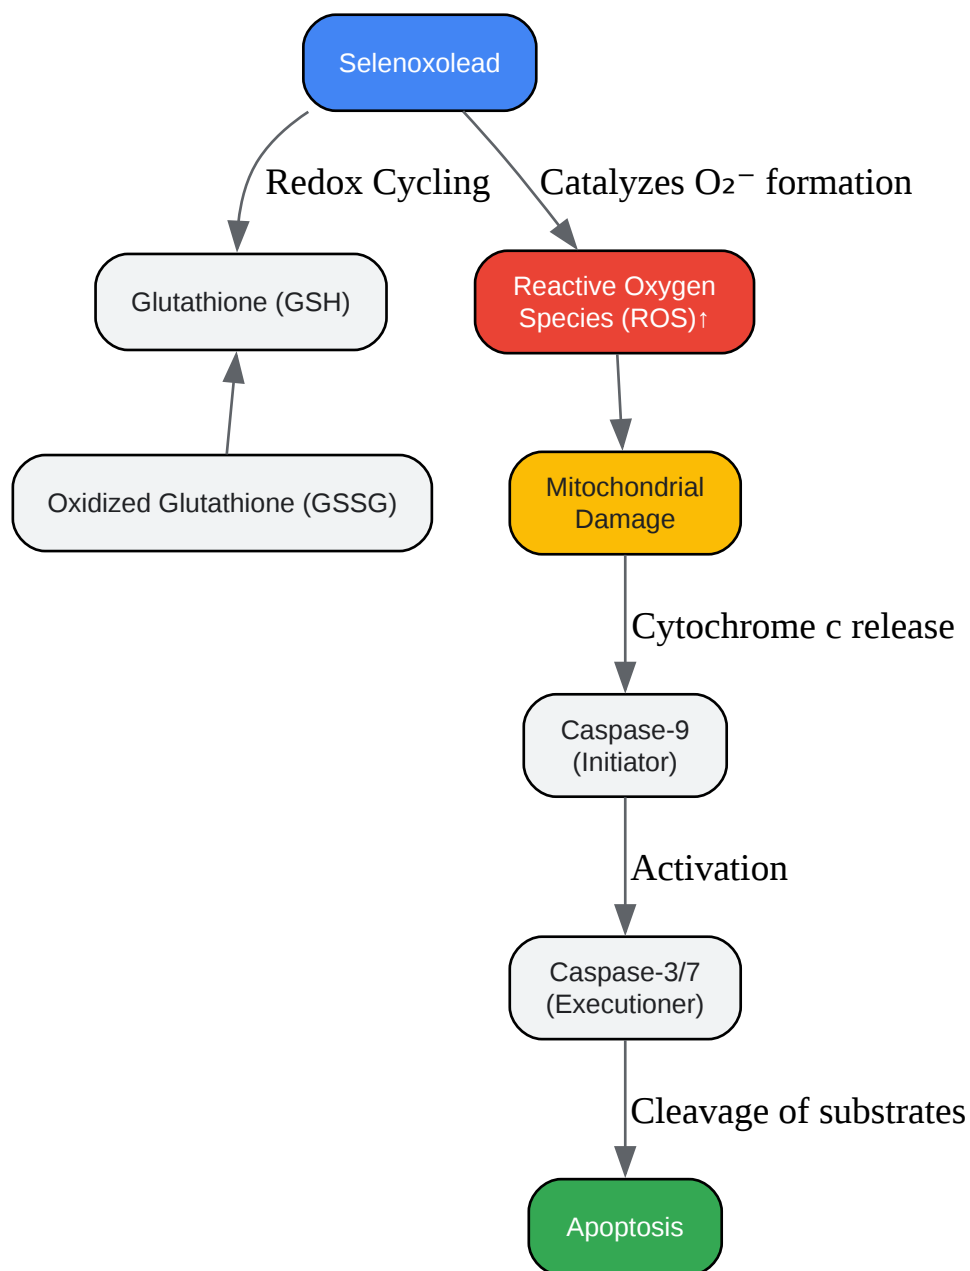 Selenoxolead
Redox Cycling
Catalyzes O₂⁻ formation
Glutathione (GSH)
Reactive Oxygen
Species (ROS)↑
Oxidized Glutathione (GSSG)
Mitochondrial
Damage
Cytochrome c release
Caspase-9
(Initiator)
Activation
Caspase-3/7
(Executioner)
Cleavage of substrates
Apoptosis